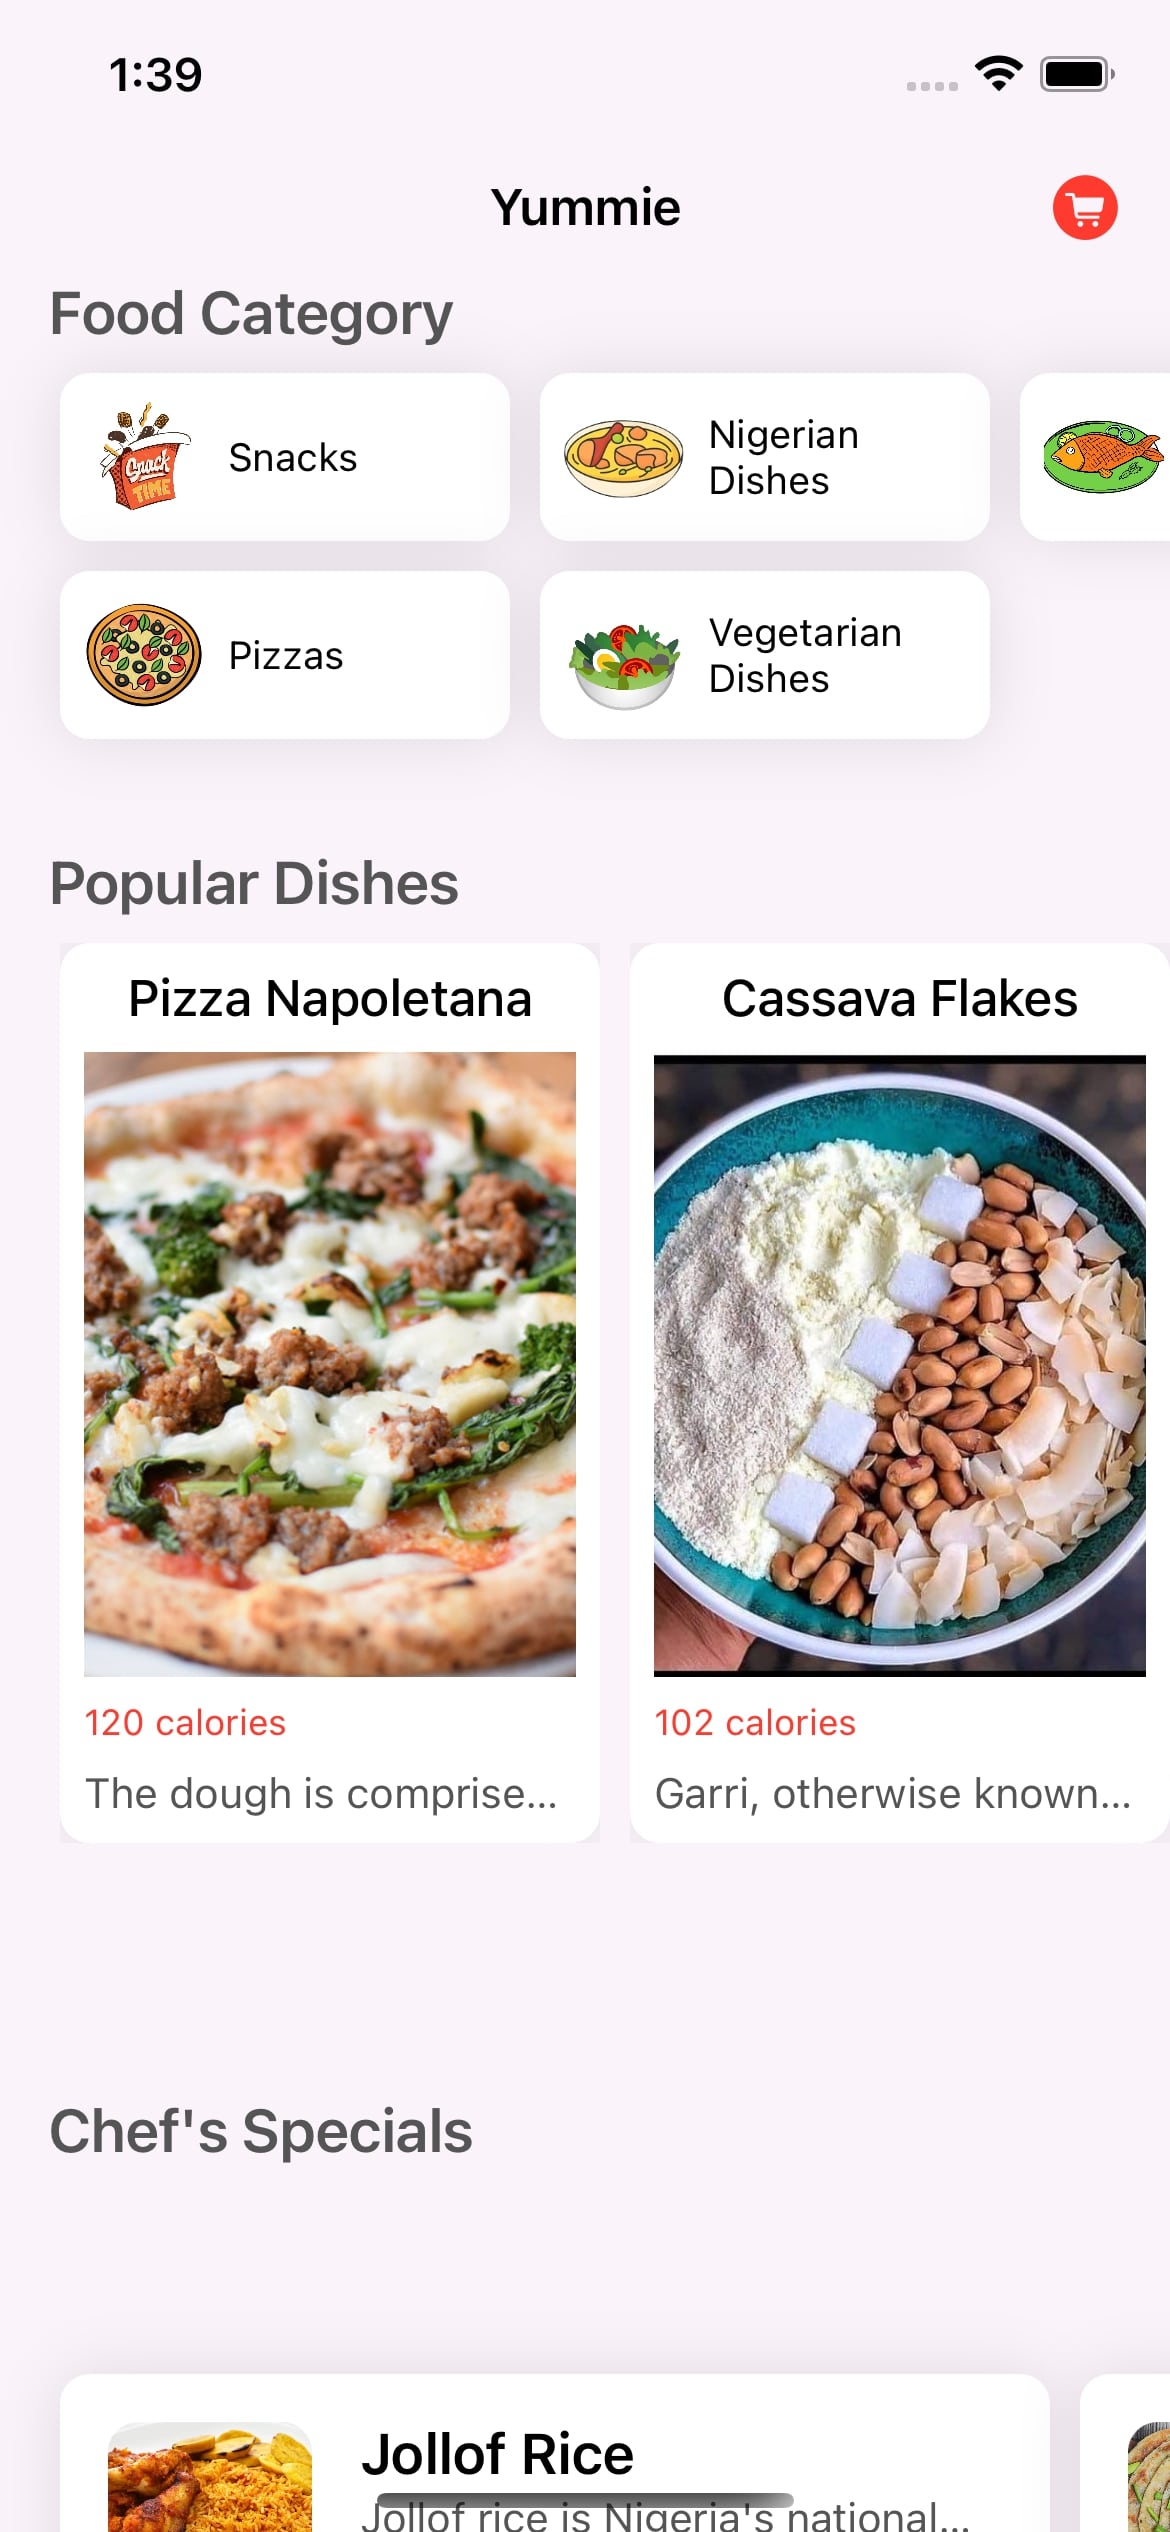 1:39
Yummie
Food Category
Snack
TIME
Snacks
Nigerian
Dishes
Pizzas
Vegetarian
Dishes
Popular Dishes
Pizza Napoletana
Cassava Flakes
120 calories
102 calories
The dough is comprise...
Garri, otherwise known...
Chef's Specials
Jollof Rice
Jollof rice is Nigeria's national...